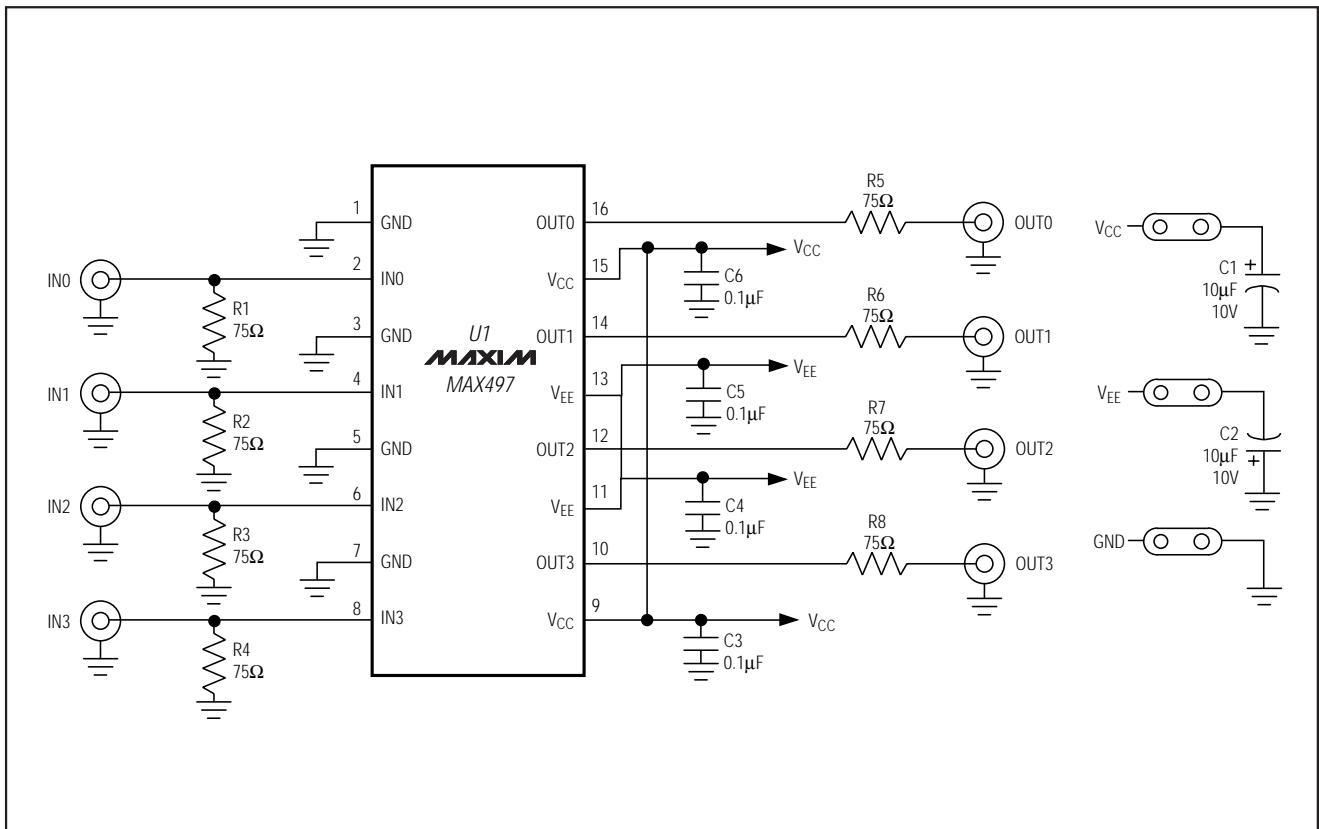 IN0
IN1
IN2
IN3
R1
75Ω
R2
75Ω
R3
75Ω
R4
75Ω
1
2
3
4
5
6
7
8
GND
IN0
GND
IN1
GND
IN2
GND
IN3
U1
MAXIM
MAX497
OUT0
VCC
OUT1
VEE
OUT2
VEE
OUT3
VCC
16
15
14
13
12
11
10
9
VCC
C6
0.1µF
VEE
C5
0.1µF
VEE
C4
0.1µF
VCC
C3
0.1µF
R5
75Ω
R6
75Ω
R7
75Ω
R8
75Ω
OUT0
OUT1
OUT2
OUT3
VCC
+
C1
10µF
10V
VEE
C2
10µF
+
10V
GND